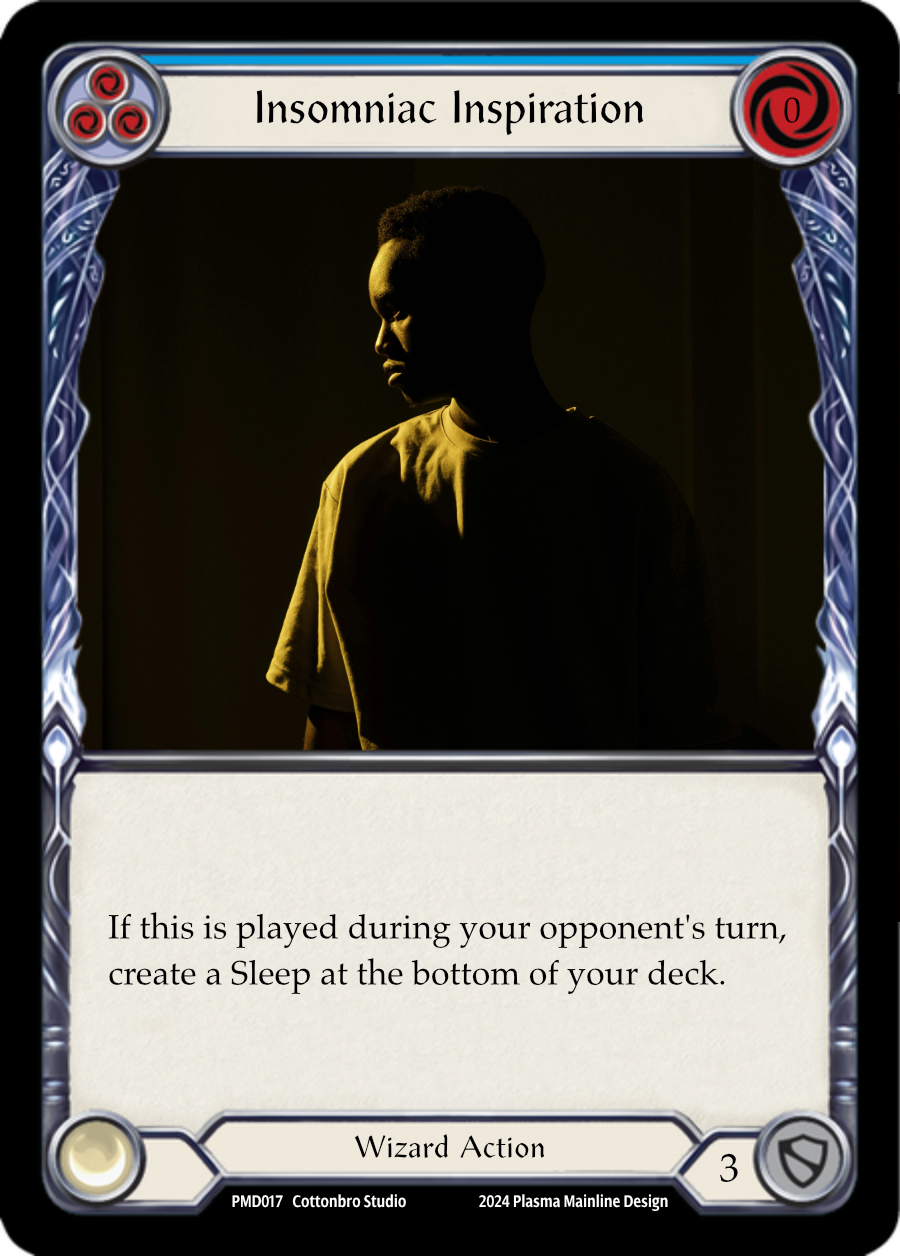 Insomniac Inspiration
0
If this is played during your opponent's turn,
create a Sleep at the bottom of your deck.
Wizard Action
3
PMD017 Cottonbro Studio 2024 Plasma Mainline Design